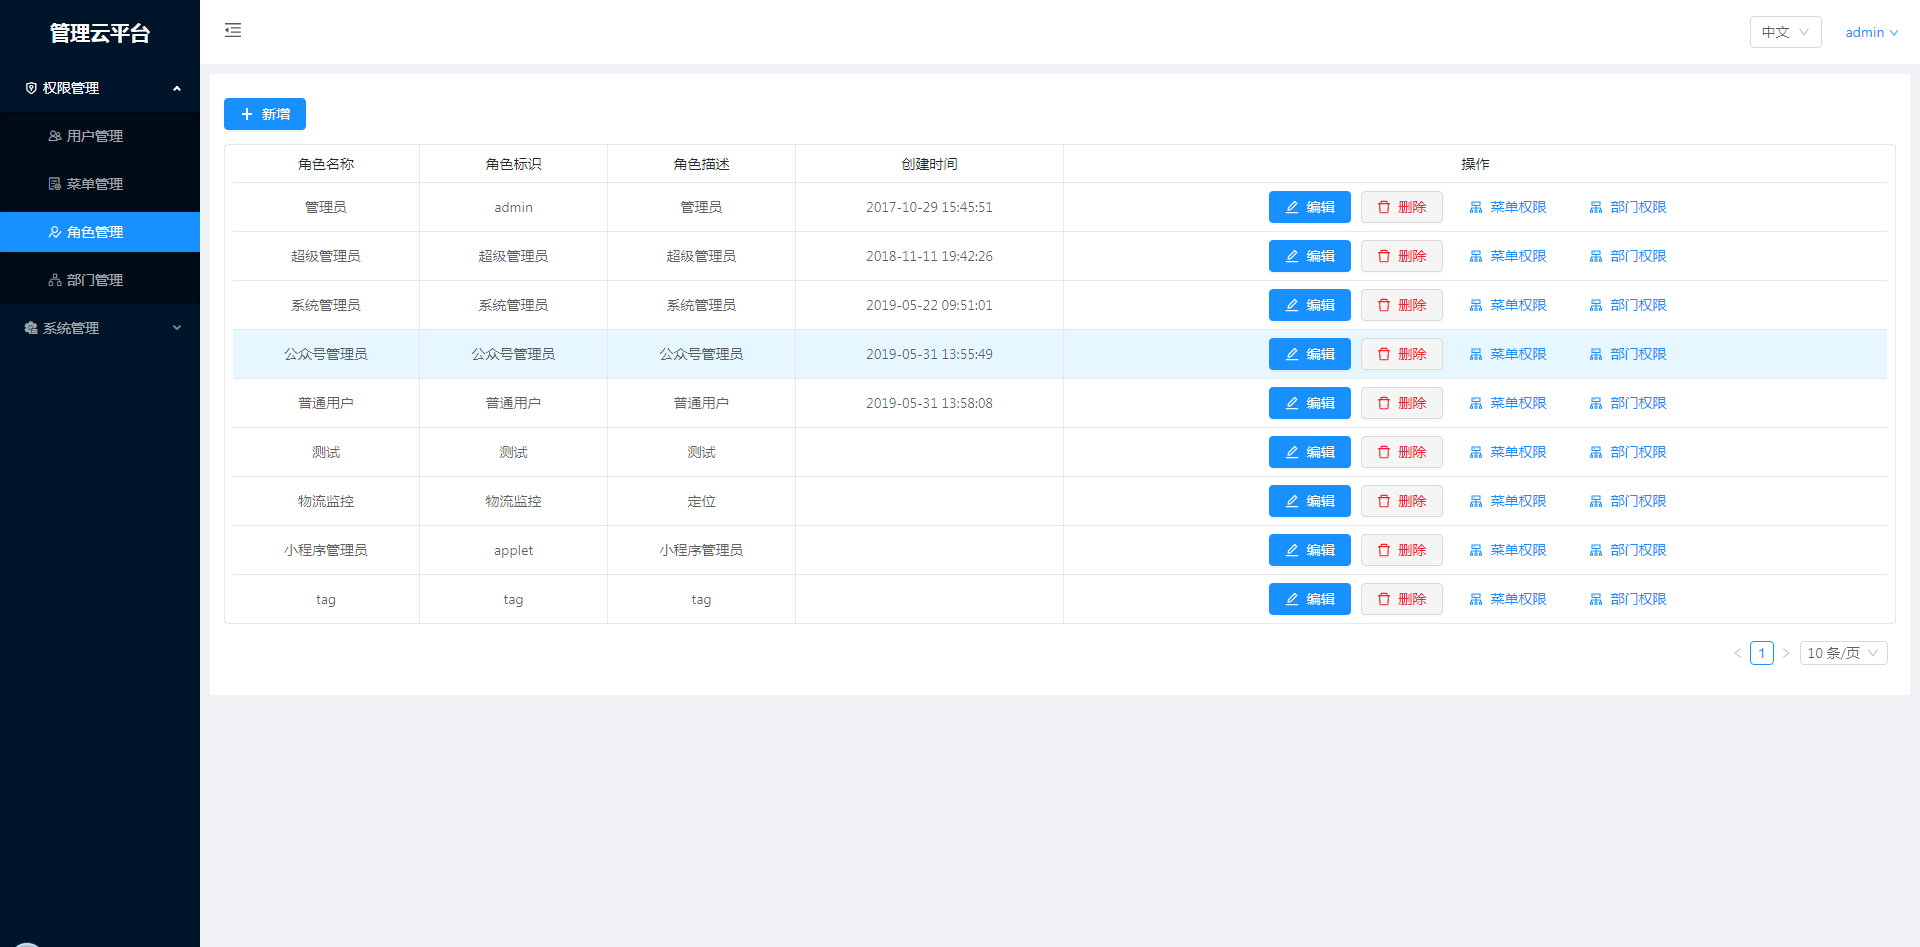 管理云平台
中文
admin
权限管理
用户管理
菜单管理
角色管理
部门管理
系统管理
新增
角色名称 角色标识 角色描述 创建时间 操作
管理员 admin 管理员 2017-10-29 15:45:51 编辑 删除 菜单权限 部门权限
超级管理员 超级管理员 超级管理员 2018-11-11 19:42:26 编辑 删除 菜单权限 部门权限
系统管理员 系统管理员 系统管理员 2019-05-22 09:51:01 编辑 删除 菜单权限 部门权限
公众号管理员 公众号管理员 公众号管理员 2019-05-31 13:55:49 编辑 删除 菜单权限 部门权限
普通用户 普通用户 普通用户 2019-05-31 13:58:08 编辑 删除 菜单权限 部门权限
测试 测试 测试 编辑 删除 菜单权限 部门权限
物流监控 物流监控 定位 编辑 删除 菜单权限 部门权限
小程序管理员 applet 小程序管理员 编辑 删除 菜单权限 部门权限
tag tag tag 编辑 删除 菜单权限 部门权限
1 10 条/页